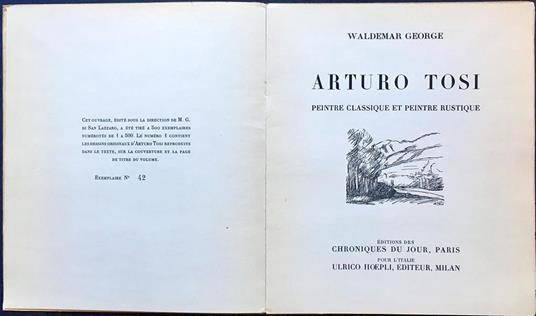 CET OUVRAGE, ÉDITÉ SOUS LA DIRECTION DE M. G.
DI SAN LAZZARO, A ÉTÉ TIRÉ A 500 EXEMPLAIRES
NUMÉROTÉS DE 1 A 500. LE NUMÉRO 1 CONTIENT
LES DESSINS ORIGINAUX D'ARTURO TOSI REPRODUITS
DANS LE TEXTE, SUR LA COUVERTURE ET LA PAGE
DE TITRE DU VOLUME.
EXEMPLAIRE No 42
WALDEMAR GEORGE
ARTURO TOSI
PEINTRE CLASSIQUE ET PEINTRE RUSTIQUE
ÉDITIONS DES
CHRONIQUES DU JOUR, PARIS
POUR L'ITALIE
ULRICO HOEPLI, ÉDITEUR, MILAN